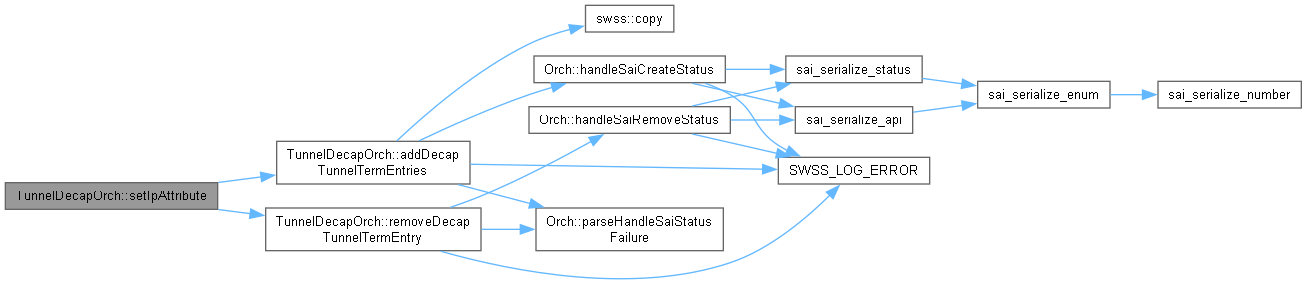 swss::copy
Orch::handleSaiCreateStatus
sai_serialize_status
sai_serialize_enum
sai_serialize_number
Orch::handleSaiRemoveStatus
sai_serialize_api
TunnelDecapOrch::addDecap
TunnelTermEntries
SWSS_LOG_ERROR
TunnelDecapOrch::setIpAttribute
TunnelDecapOrch::removeDecap
TunnelTermEntry
Orch::parseHandleSaiStatus
Failure